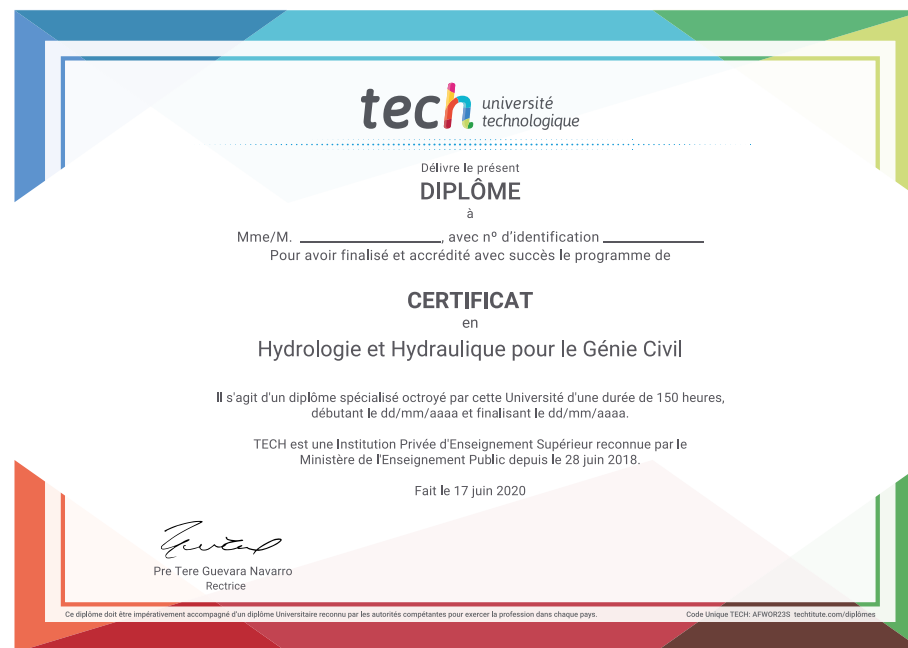 tech université
technologique
Délivre le présent
DIPLÔME
à
Mme/M. ____________________, avec nº d'identification ______________
Pour avoir finalisé et accrédité avec succès le programme de
CERTIFICAT
en
Hydrologie et Hydraulique pour le Génie Civil
Il s'agit d'un diplôme spécialisé octroyé par cette Université d'une durée de 150 heures,
débutant le dd/mm/aaaa et finalisant le dd/mm/aaaa.
TECH est une Institution Privée d'Enseignement Supérieur reconnue par le
Ministère de l'Enseignement Public depuis le 28 juin 2018.
Fait le 17 juin 2020
Pre Tere Guevara Navarro
Rectrice
Ce diplôme doit être impérativement accompagné d'un diplôme Universitaire reconnu par les autorités compétentes pour exercer la profession dans chaque pays. Code Unique TECH: AFWOR23S techtitute.com/diplômes